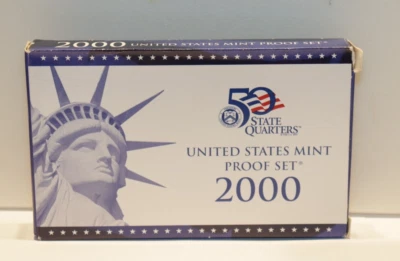 2000 UNITED STATES MINT PROOF SET®
50
STATE
QUARTERS
UNITED STATES MINT
PROOF SET®
2000